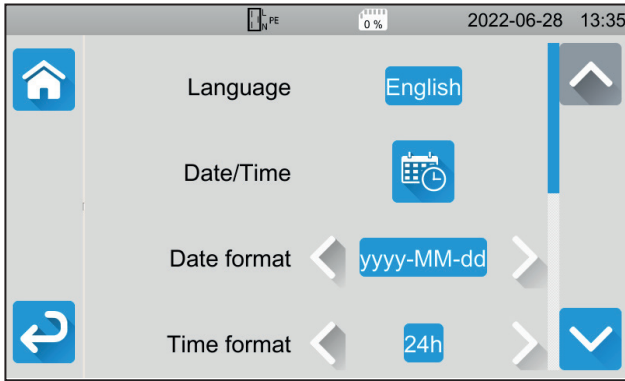 L
N PE
0 % 2022-06-28 13:35
Language English
Date/Time
Date format yyyy-MM-dd
Time format 24h